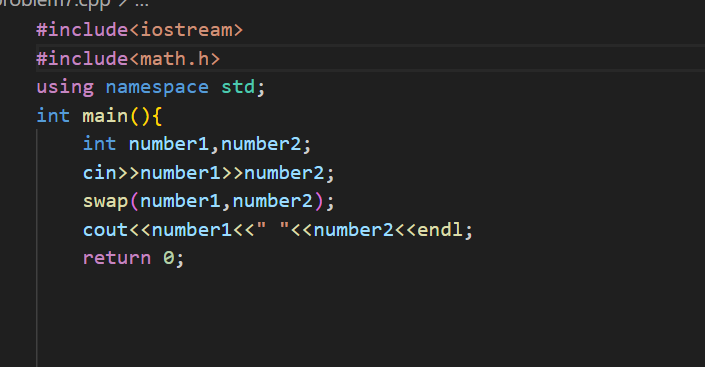 problem7.cpp > ...
#include<iostream>
#include<math.h>
using namespace std;
int main(){
    int number1,number2;
    cin>>number1>>number2;
    swap(number1,number2);
    cout<<number1<<" "<<number2<<endl;
    return 0;